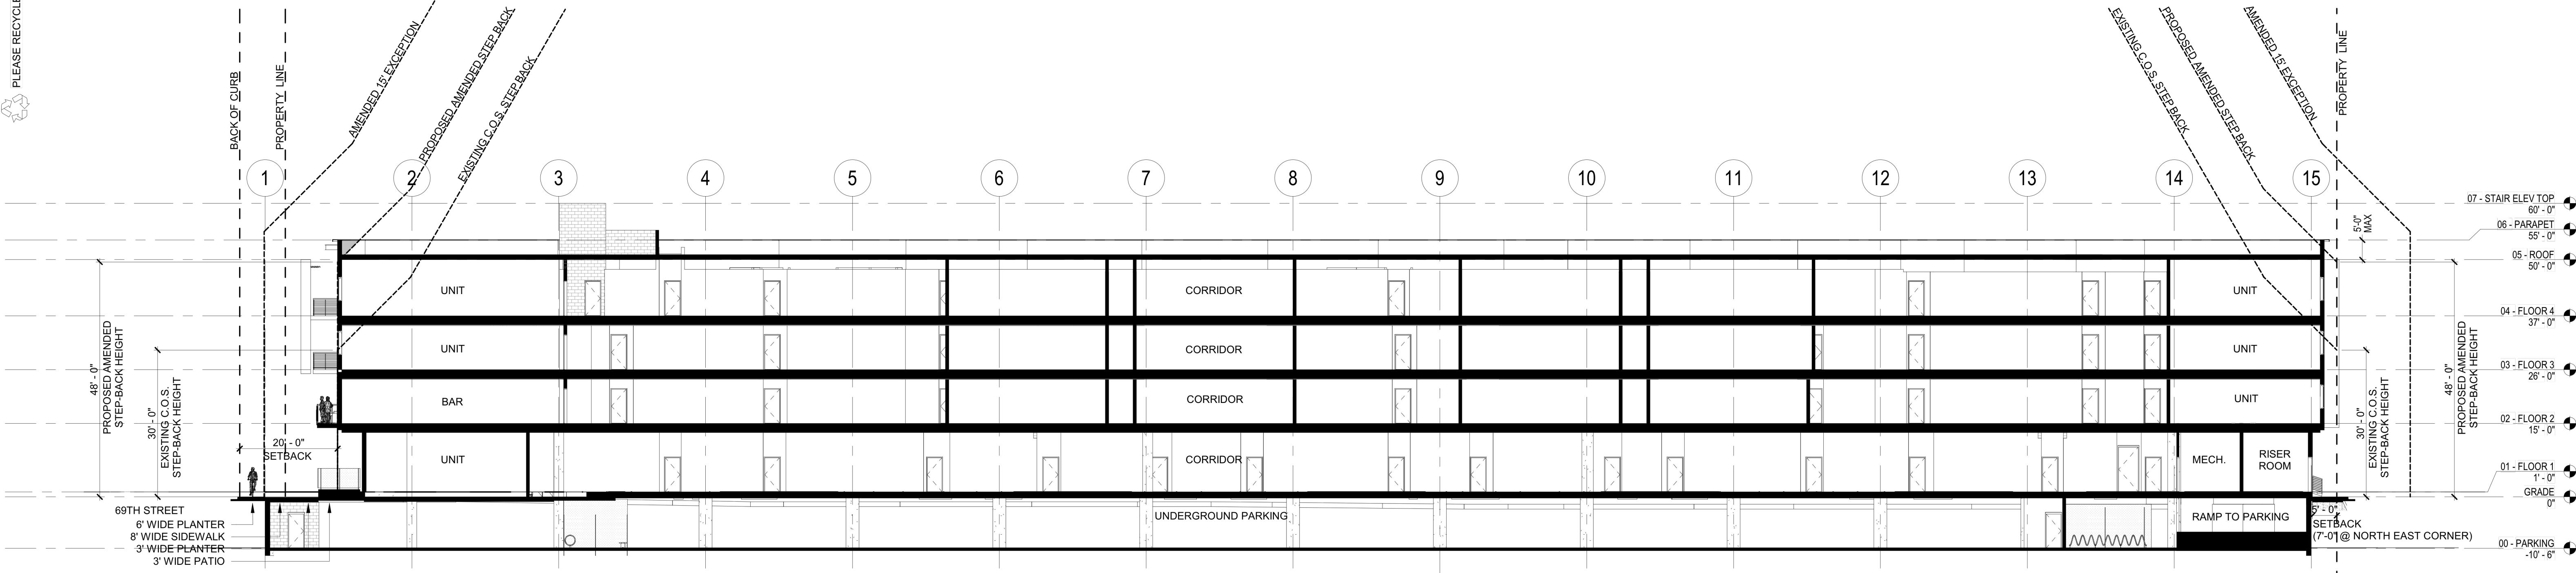 PLEASE RECYCLE
BACK OF CURB
PROPERTY LINE
AMENDED 15' EXCEPTION
PROPOSED AMENDED STEP BACK
EXISTING C.O.S. STEP BACK
EXISTING C.O.S. STEP BACK
PROPOSED AMENDED STEP BACK
AMENDED 15' EXCEPTION
PROPERTY LINE
1
2
3
4
5
6
7
8
9
10
11
12
13
14
15
07 - STAIR ELEV TOP
60' - 0"
06 - PARAPET
55' - 0"
5'-0"
MAX
05 - ROOF
50' - 0"
UNIT
CORRIDOR
UNIT
04 - FLOOR 4
37' - 0"
UNIT
CORRIDOR
UNIT
03 - FLOOR 3
26' - 0"
BAR
CORRIDOR
UNIT
02 - FLOOR 2
15' - 0"
48' - 0"
PROPOSED AMENDED
STEP-BACK HEIGHT
30' - 0"
EXISTING C.O.S.
STEP-BACK HEIGHT
20' - 0"
SETBACK
UNIT
CORRIDOR
MECH.
RISER
ROOM
30' - 0"
EXISTING C.O.S.
STEP-BACK HEIGHT
48' - 0"
PROPOSED AMENDED
STEP-BACK HEIGHT
01 - FLOOR 1
1' - 0"
GRADE
0"
69TH STREET
6' WIDE PLANTER
8' WIDE SIDEWALK
3' WIDE PLANTER
3' WIDE PATIO
UNDERGROUND PARKING
RAMP TO PARKING
5' - 0"
SETBACK
(7'-0" @ NORTH EAST CORNER)
00 - PARKING
-10' - 6"